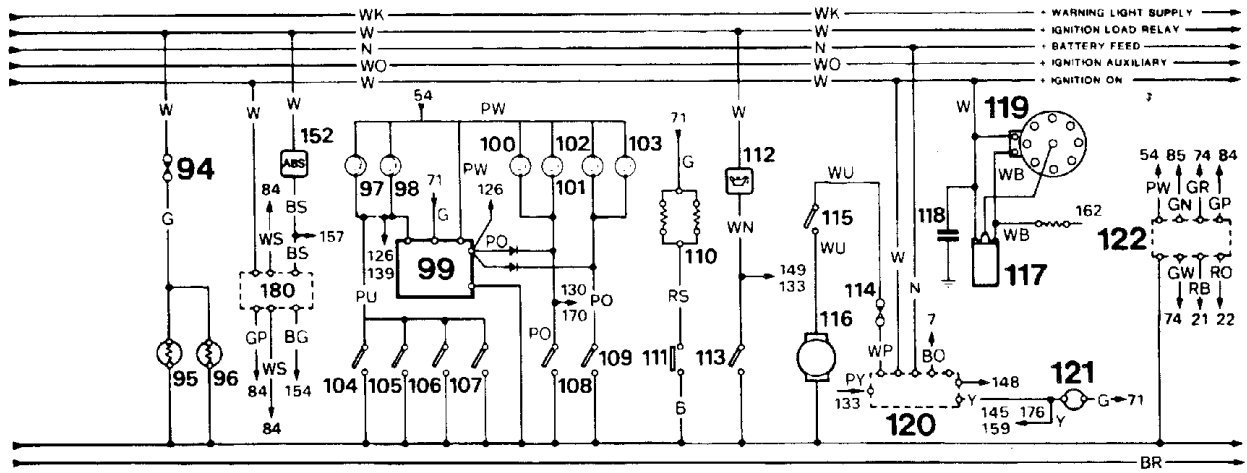 WK WK + WARNING LIGHT SUPPLY
W W + IGNITION LOAD RELAY
N N + BATTERY FEED
WO WO + IGNITION AUXILIARY
W W + IGNITION ON
54 PW
W W W W 71 W 119
152 100 102 103 112
94 ABS 97 98 71 PW 126 101 G WU WB 54 85 74 84
84 BS G PW GN GR GP
G WS 157 PO WN 115 118 WB 162
BS 126 139 99 110 WU W 117 122
180 PU 130 170 PO RS 149 133 114 N GW RB RO
GP WS BG PO 116 7 74 21 22
95 96 84 154 104 105 106 107 108 109 111 113 WP BO
84 B PY 133 148 121
120 Y 145 159 176 Y G 71
BR